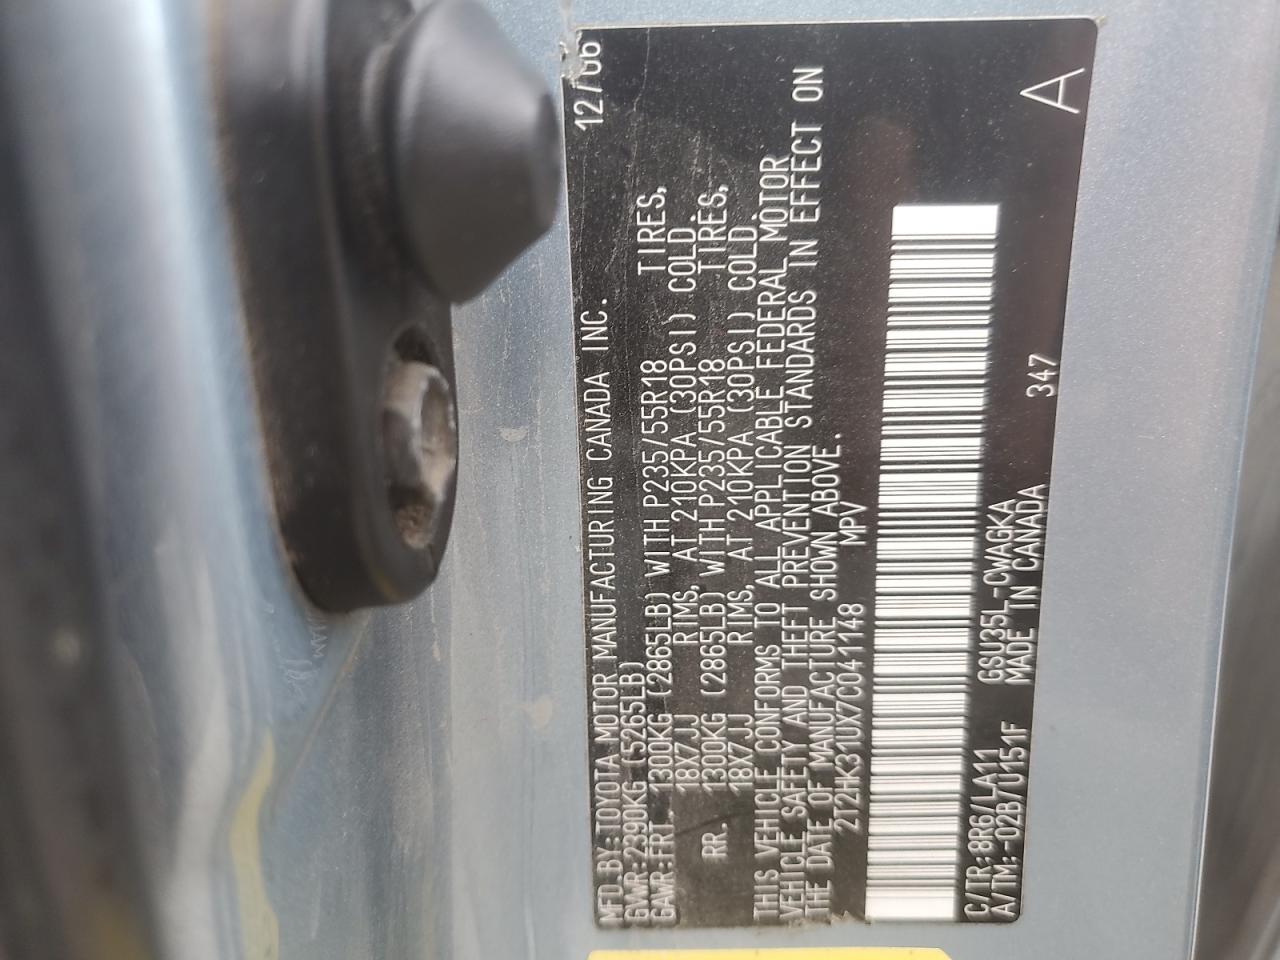 MFD. BY: TOYOTA MOTOR MANUFACTURING CANADA INC. 12/06
GVWR: 2390KG (5265LB)
GAWR: FRT. 1300KG (2865LB) WITH P235/55R18 TIRES,
18X7JJ RIMS, AT 210KPA (30PSI) COLD.
RR. 1300KG (2865LB) WITH P235/55R18 TIRES,
18X7JJ RIMS, AT 210KPA (30PSI) COLD.
THIS VEHICLE CONFORMS TO ALL APPLICABLE FEDERAL MOTOR
VEHICLE SAFETY AND THEFT PREVENTION STANDARDS IN EFFECT ON
THE DATE OF MANUFACTURE SHOWN ABOVE.
2T2HK31UX7C041148 MPV
C/TR: 8R6/LA11 GSU35L-CWAGKA
A/TM: -02B/U151F MADE IN CANADA 347 A